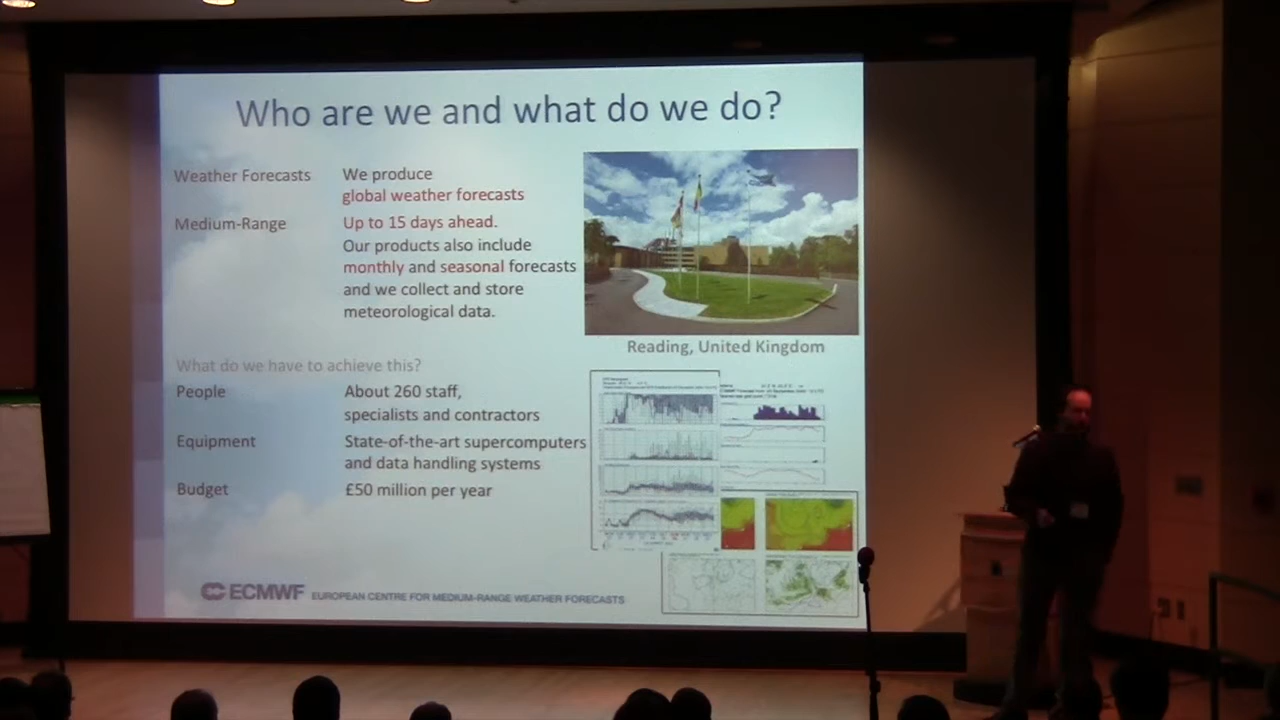 Who are we and what do we do?
Weather Forecasts
We produce
global weather forecasts
Medium-Range
Up to 15 days ahead.
Our products also include
monthly and seasonal forecasts
and we collect and store
meteorological data.
Reading, United Kingdom
What do we have to achieve this?
People
About 260 staff,
specialists and contractors
Equipment
State-of-the-art supercomputers
and data handling systems
Budget
£50 million per year
ECMWF EUROPEAN CENTRE FOR MEDIUM-RANGE WEATHER FORECASTS